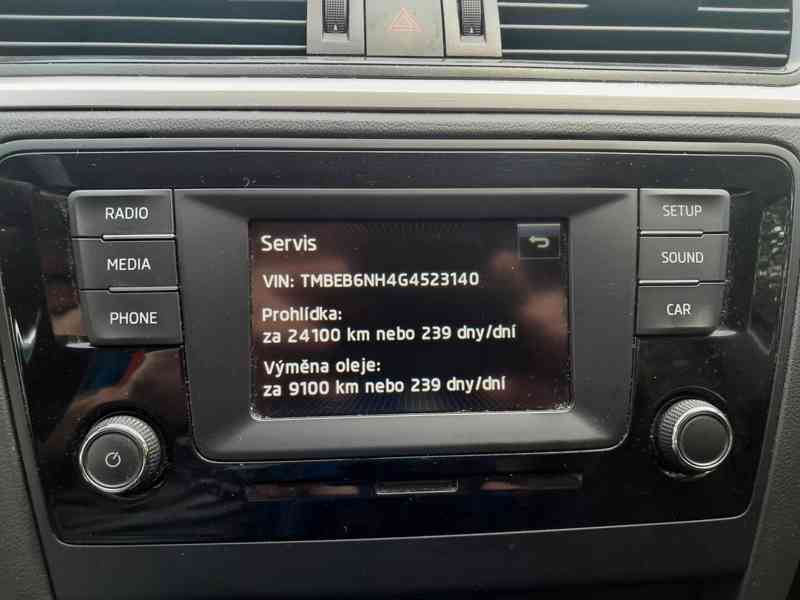 RADIO
MEDIA
PHONE
Servis
VIN: TMBEB6NH4G4523140
Prohlídka:
za 24100 km nebo 239 dny/dní
Výměna oleje:
za 9100 km nebo 239 dny/dní
SETUP
SOUND
CAR